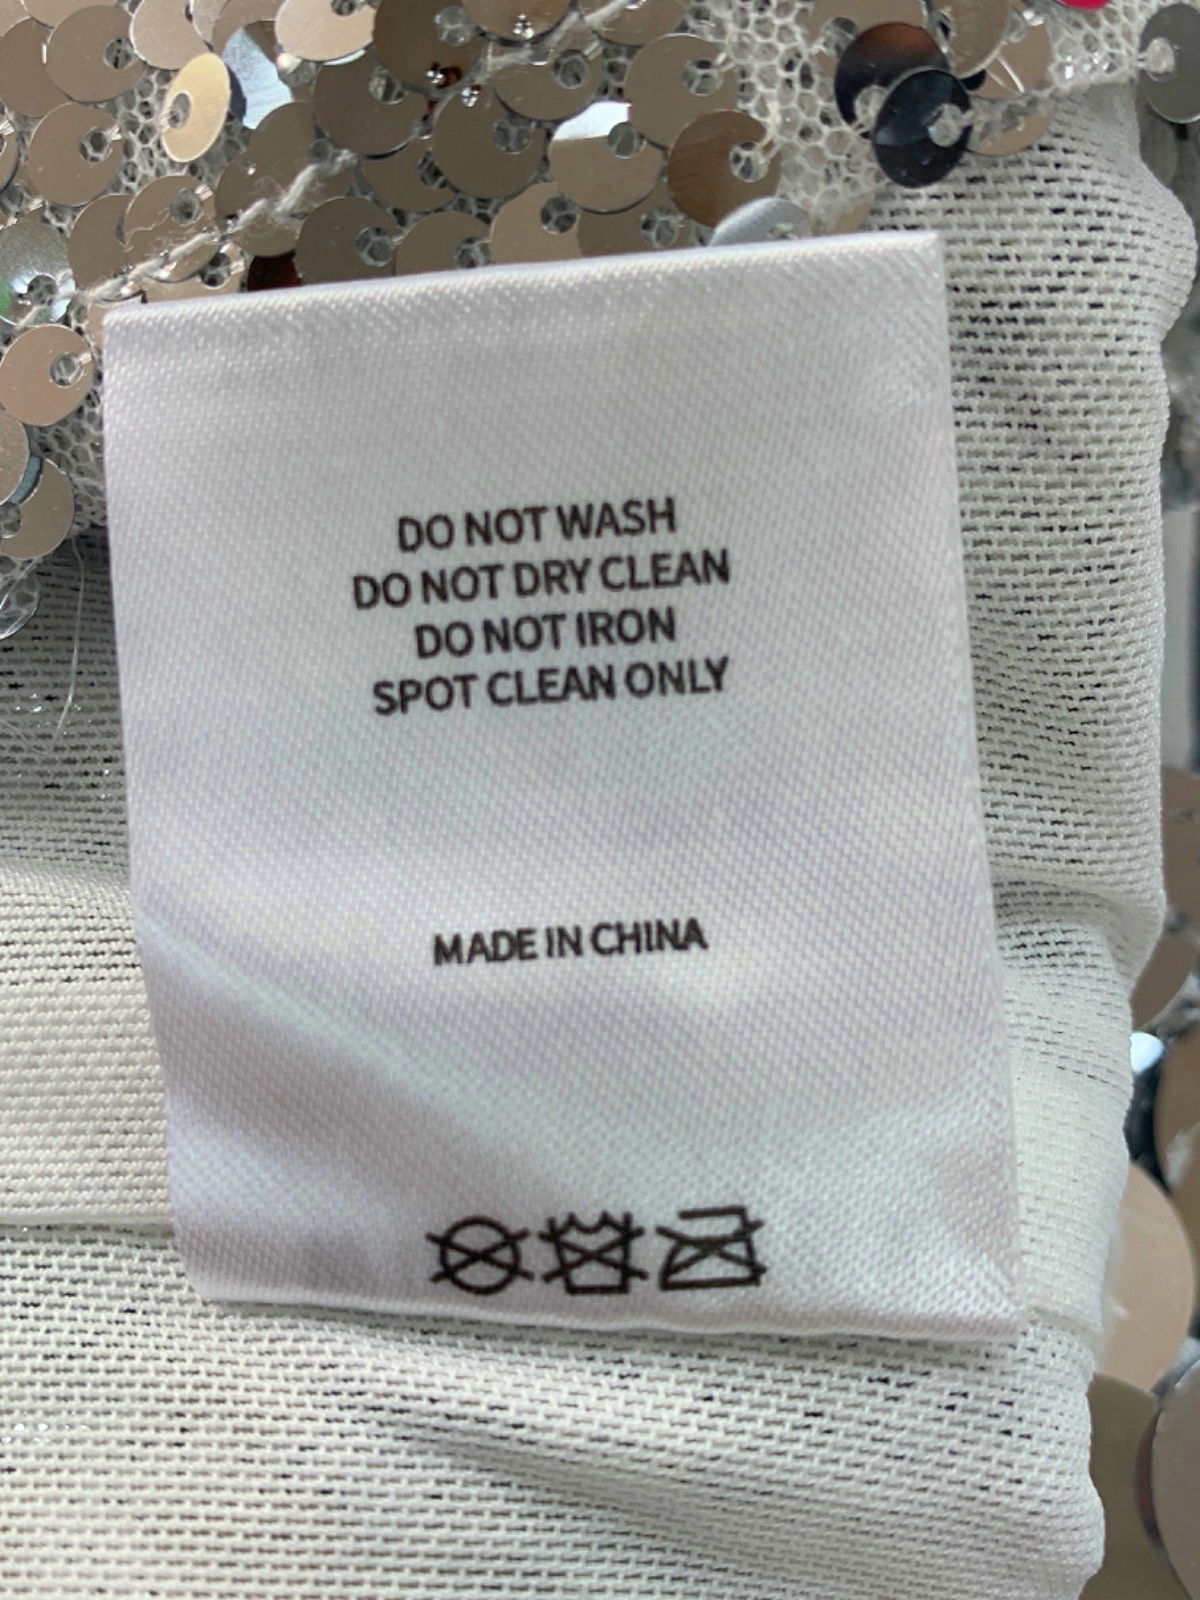 DO NOT WASH
DO NOT DRY CLEAN
DO NOT IRON
SPOT CLEAN ONLY
MADE IN CHINA